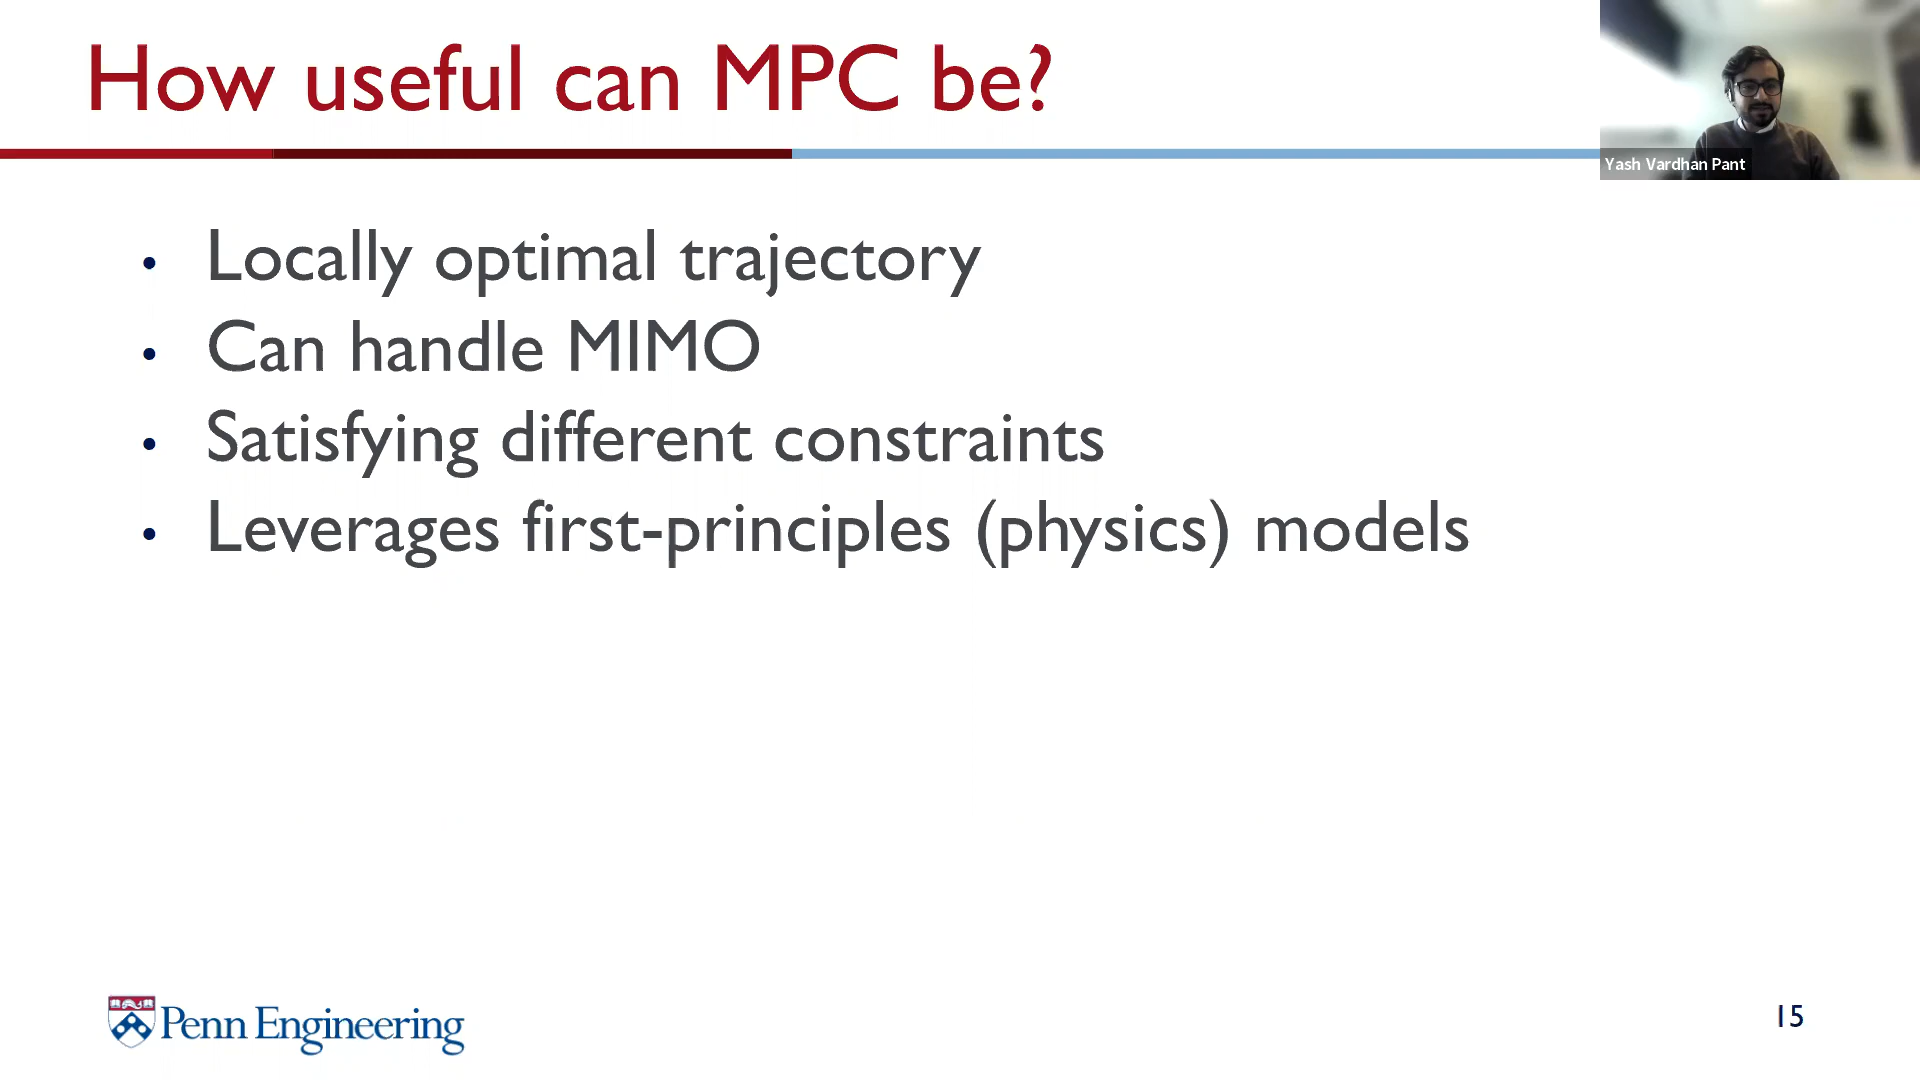 How useful can MPC be?
Yash Vardhan Pant
• Locally optimal trajectory
• Can handle MIMO
• Satisfying different constraints
• Leverages first-principles (physics) models
Penn Engineering
15